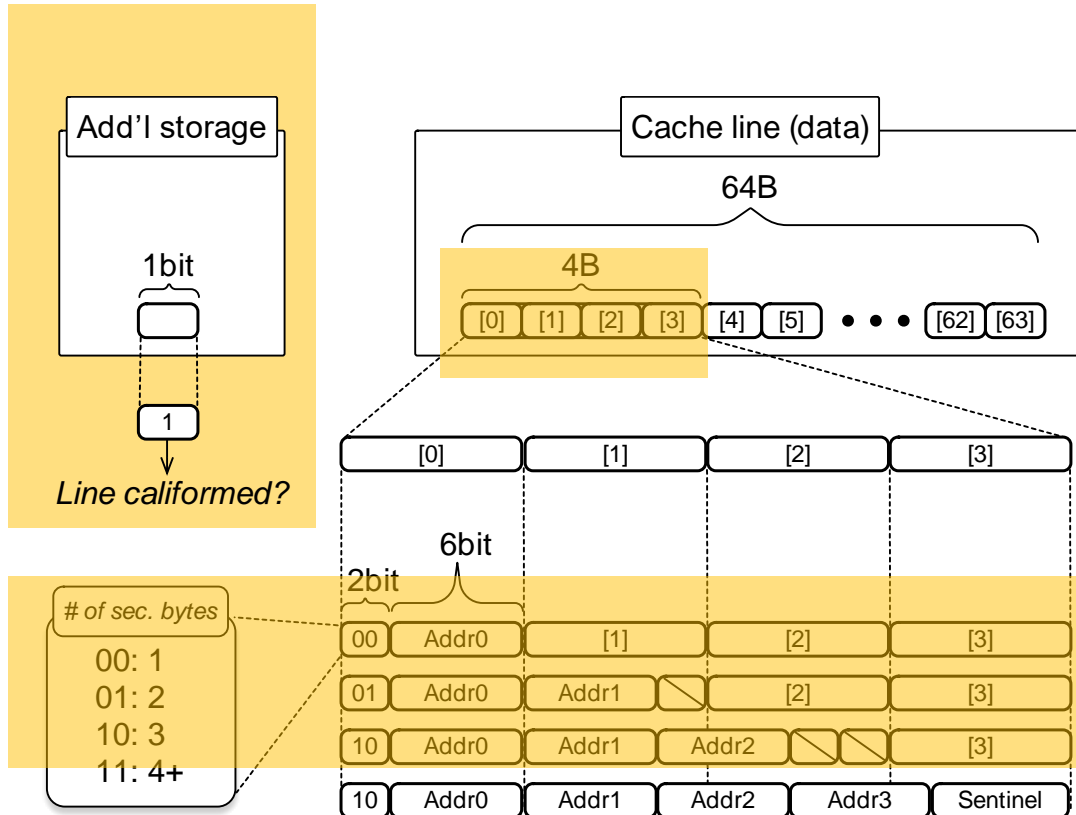 Add'l storage
1bit
1
Line califormed?
Cache line (data)
64B
4B
[0] [1] [2] [3] [4] [5] • • • [62] [63]
[0] [1] [2] [3]
2bit 6bit
# of sec. bytes
00: 1
01: 2
10: 3
11: 4+
00 Addr0 [1] [2] [3]
01 Addr0 Addr1 [2] [3]
10 Addr0 Addr1 Addr2 [3]
10 Addr0 Addr1 Addr2 Addr3 Sentinel